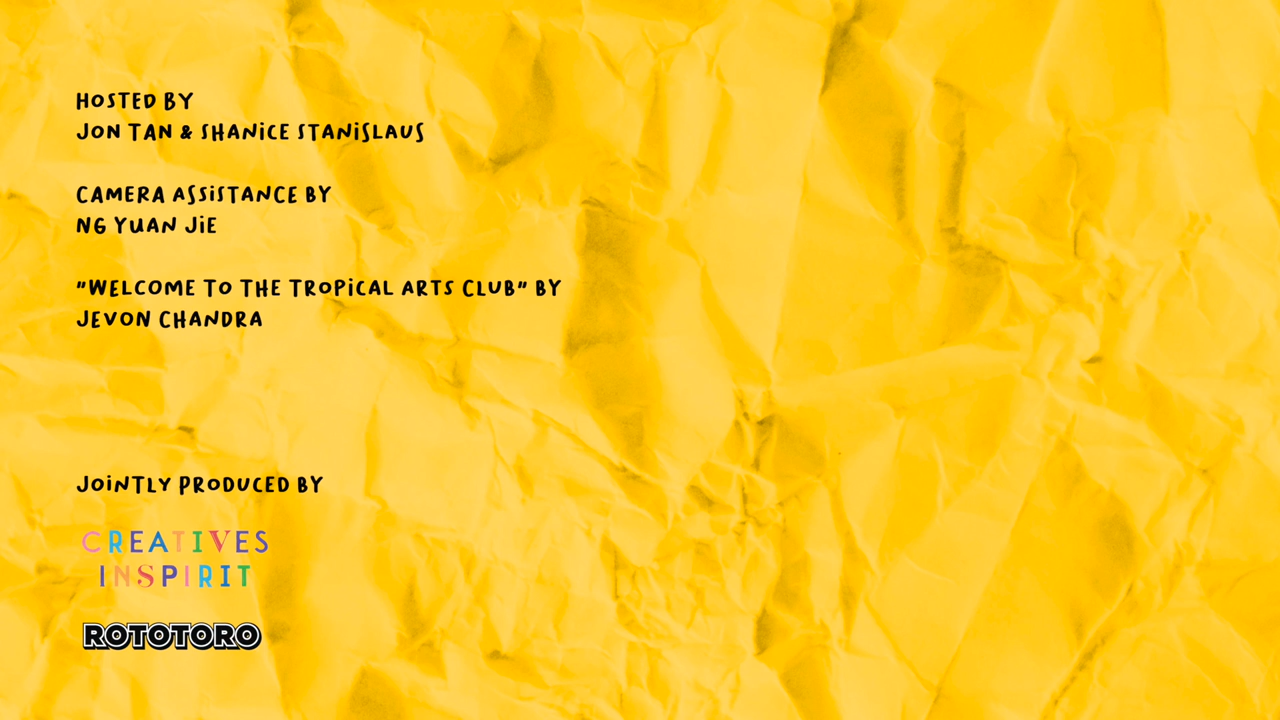 HOSTED BY
JON TAN & SHANICE STANISLAUS
CAMERA ASSISTANCE BY
NG YUAN JIE
"WELCOME TO THE TROPICAL ARTS CLUB" BY
JEVON CHANDRA
JOINTLY PRODUCED BY
CREATIVES
INSPIRIT
ROTOTORO